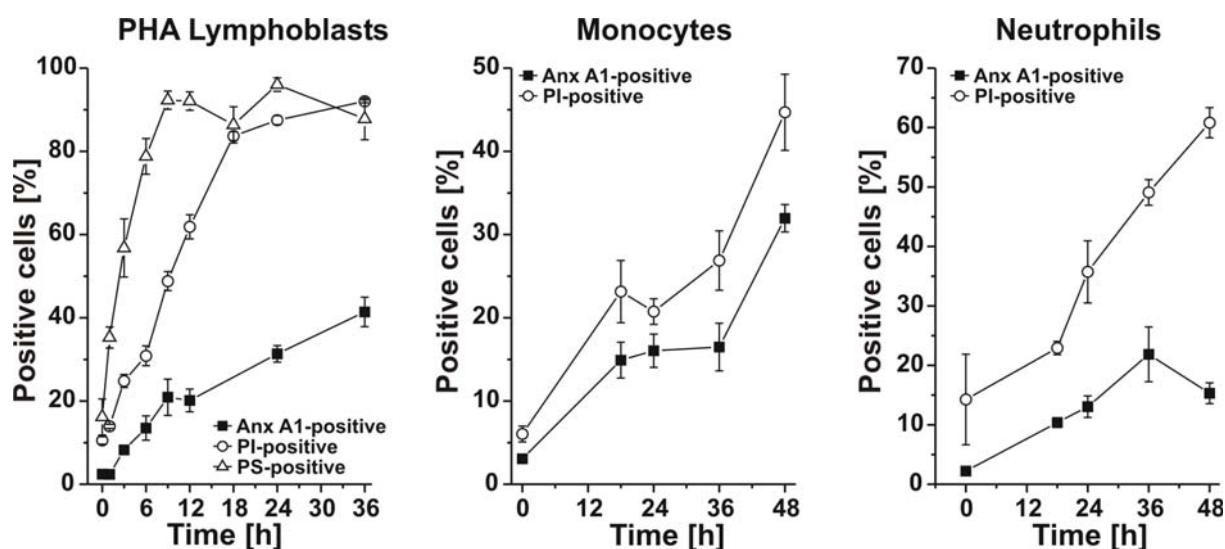 PHA Lymphoblasts
Positive cells [%]
100
80
60
40
20
0
Anx A1-positive
PI-positive
PS-positive
0 6 12 18 24 30 36
Time [h]
Monocytes
Positive cells [%]
50
40
30
20
10
0
Anx A1-positive
PI-positive
0 12 24 36 48
Time [h]
Neutrophils
Positive cells [%]
70
60
50
40
30
20
10
0
Anx A1-positive
PI-positive
0 12 24 36 48
Time [h]